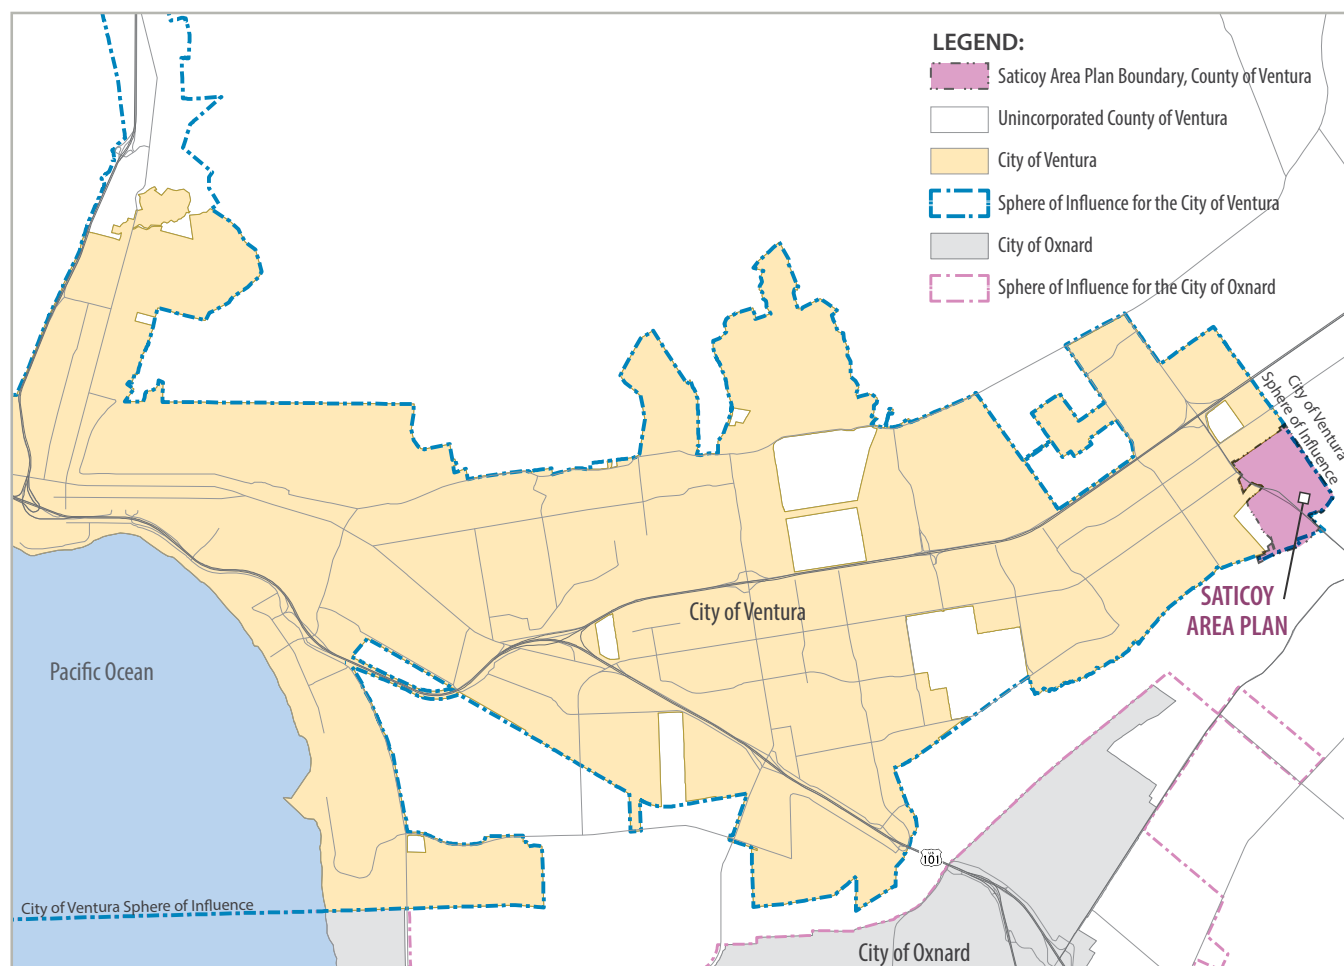 LEGEND:
Saticoy Area Plan Boundary, County of Ventura
Unincorporated County of Ventura
City of Ventura
Sphere of Influence for the City of Ventura
City of Oxnard
Sphere of Influence for the City of Oxnard
City of Ventura
Sphere of Influence
SATICOY
AREA PLAN
City of Ventura
Pacific Ocean
US
101
City of Ventura Sphere of Influence
City of Oxnard